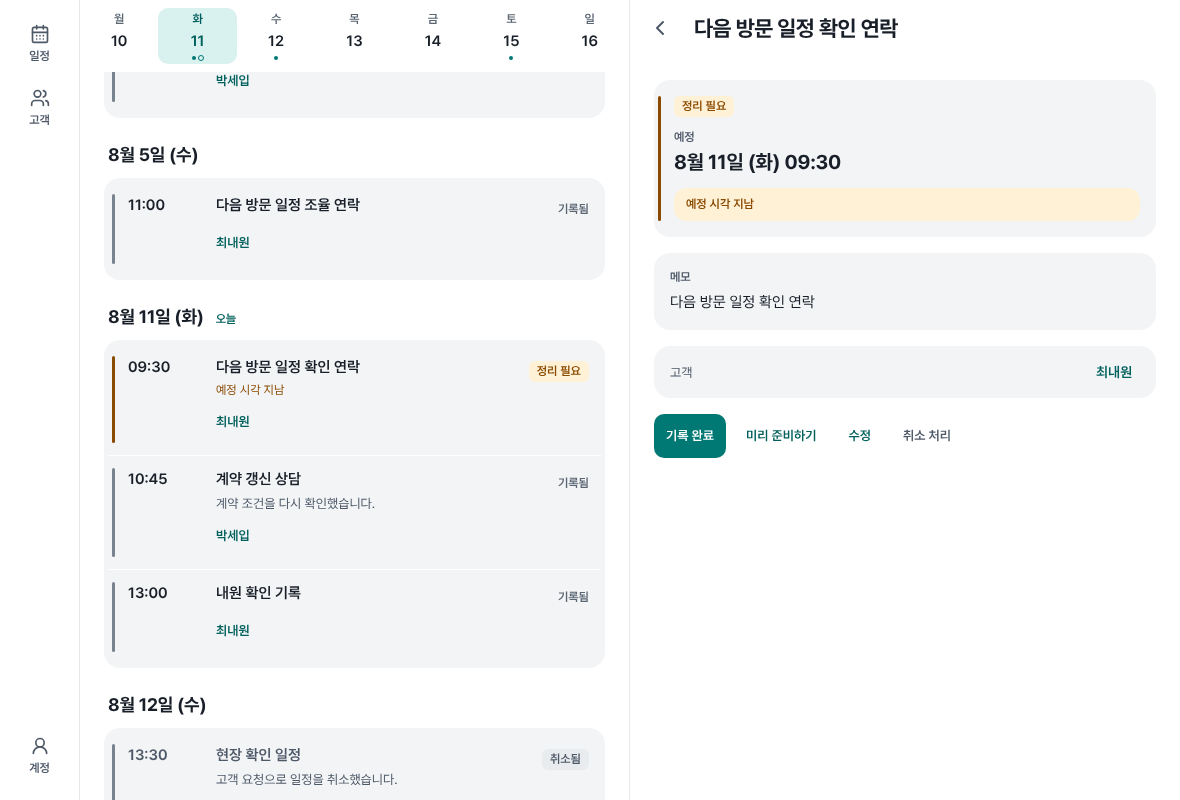 일정
고객
계정
월 화 수 목 금 토 일
10 11 12 13 14 15 16
박세입
8월 5일 (수)
11:00 다음 방문 일정 조율 연락 기록됨
최내원
8월 11일 (화) 오늘
09:30 다음 방문 일정 확인 연락 정리 필요
예정 시각 지남
최내원
10:45 계약 갱신 상담 기록됨
계약 조건을 다시 확인했습니다.
박세입
13:00 내원 확인 기록 기록됨
최내원
8월 12일 (수)
13:30 현장 확인 일정 취소됨
고객 요청으로 일정을 취소했습니다.
다음 방문 일정 확인 연락
정리 필요
예정
8월 11일 (화) 09:30
예정 시각 지남
메모
다음 방문 일정 확인 연락
고객 최내원
기록 완료 미리 준비하기 수정 취소 처리